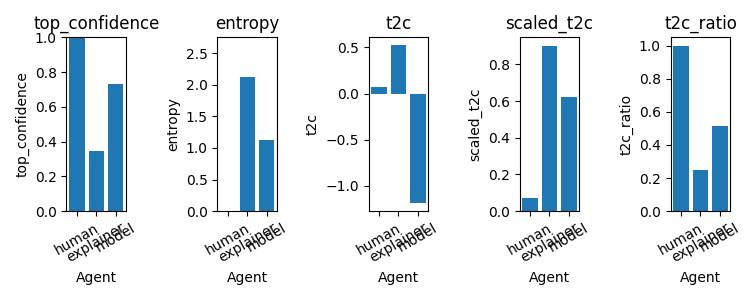 top_confidence
entropy
t2c
scaled_t2c
t2c_ratio
top_confidence
1.0
0.8
0.6
0.4
0.2
0.0
human
explainer
model
Agent
entropy
2.5
2.0
1.5
1.0
0.5
0.0
human
explainer
model
Agent
t2c
0.5
0.0
−0.5
−1.0
human
explainer
model
Agent
scaled_t2c
0.8
0.6
0.4
0.2
0.0
human
explainer
model
Agent
t2c_ratio
1.0
0.8
0.6
0.4
0.2
0.0
human
explainer
model
Agent